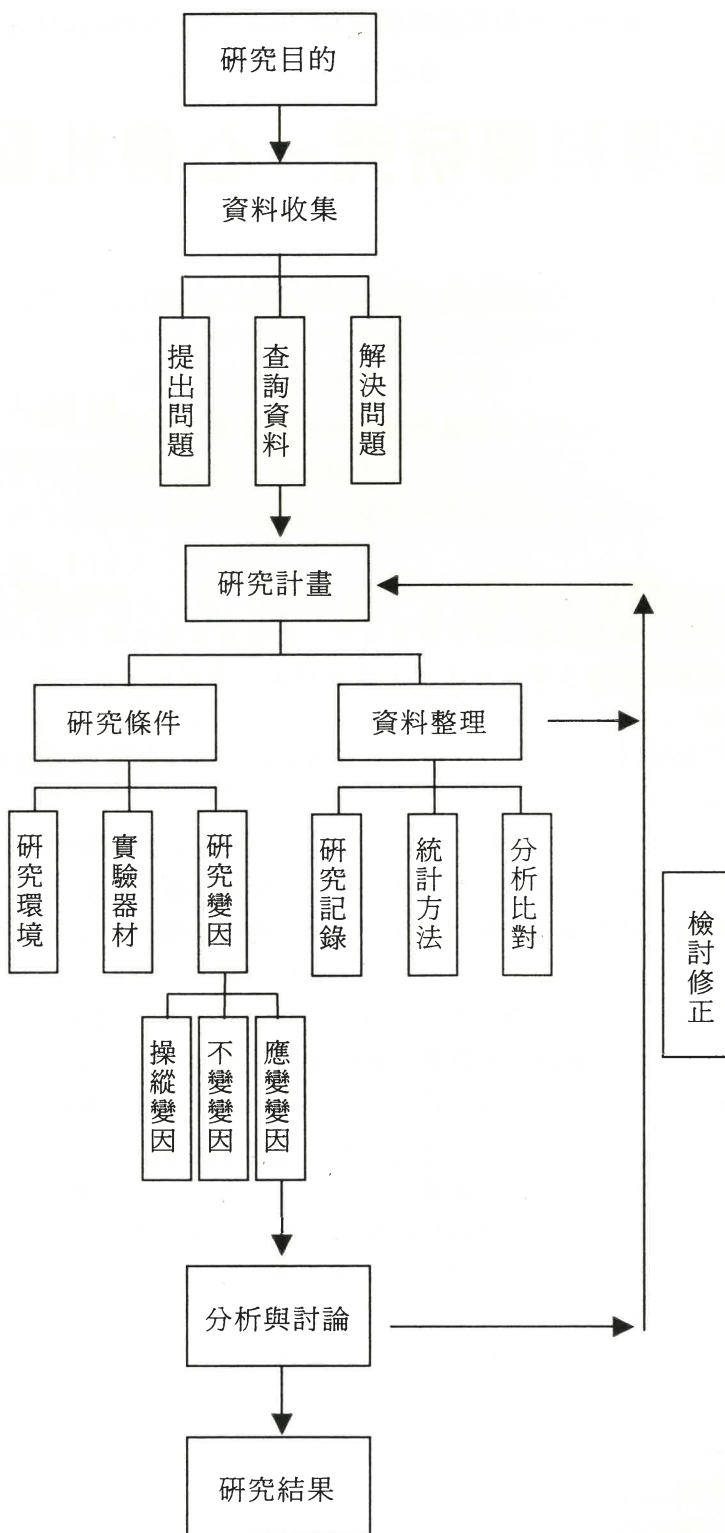 研究目的
資料收集
提出問題
查詢資料
解決問題
研究計畫
研究條件
資料整理
研究環境
實驗器材
研究變因
研究記錄
統計方法
分析比對
檢討修正
操縱變因
不變變因
應變變因
分析與討論
研究結果